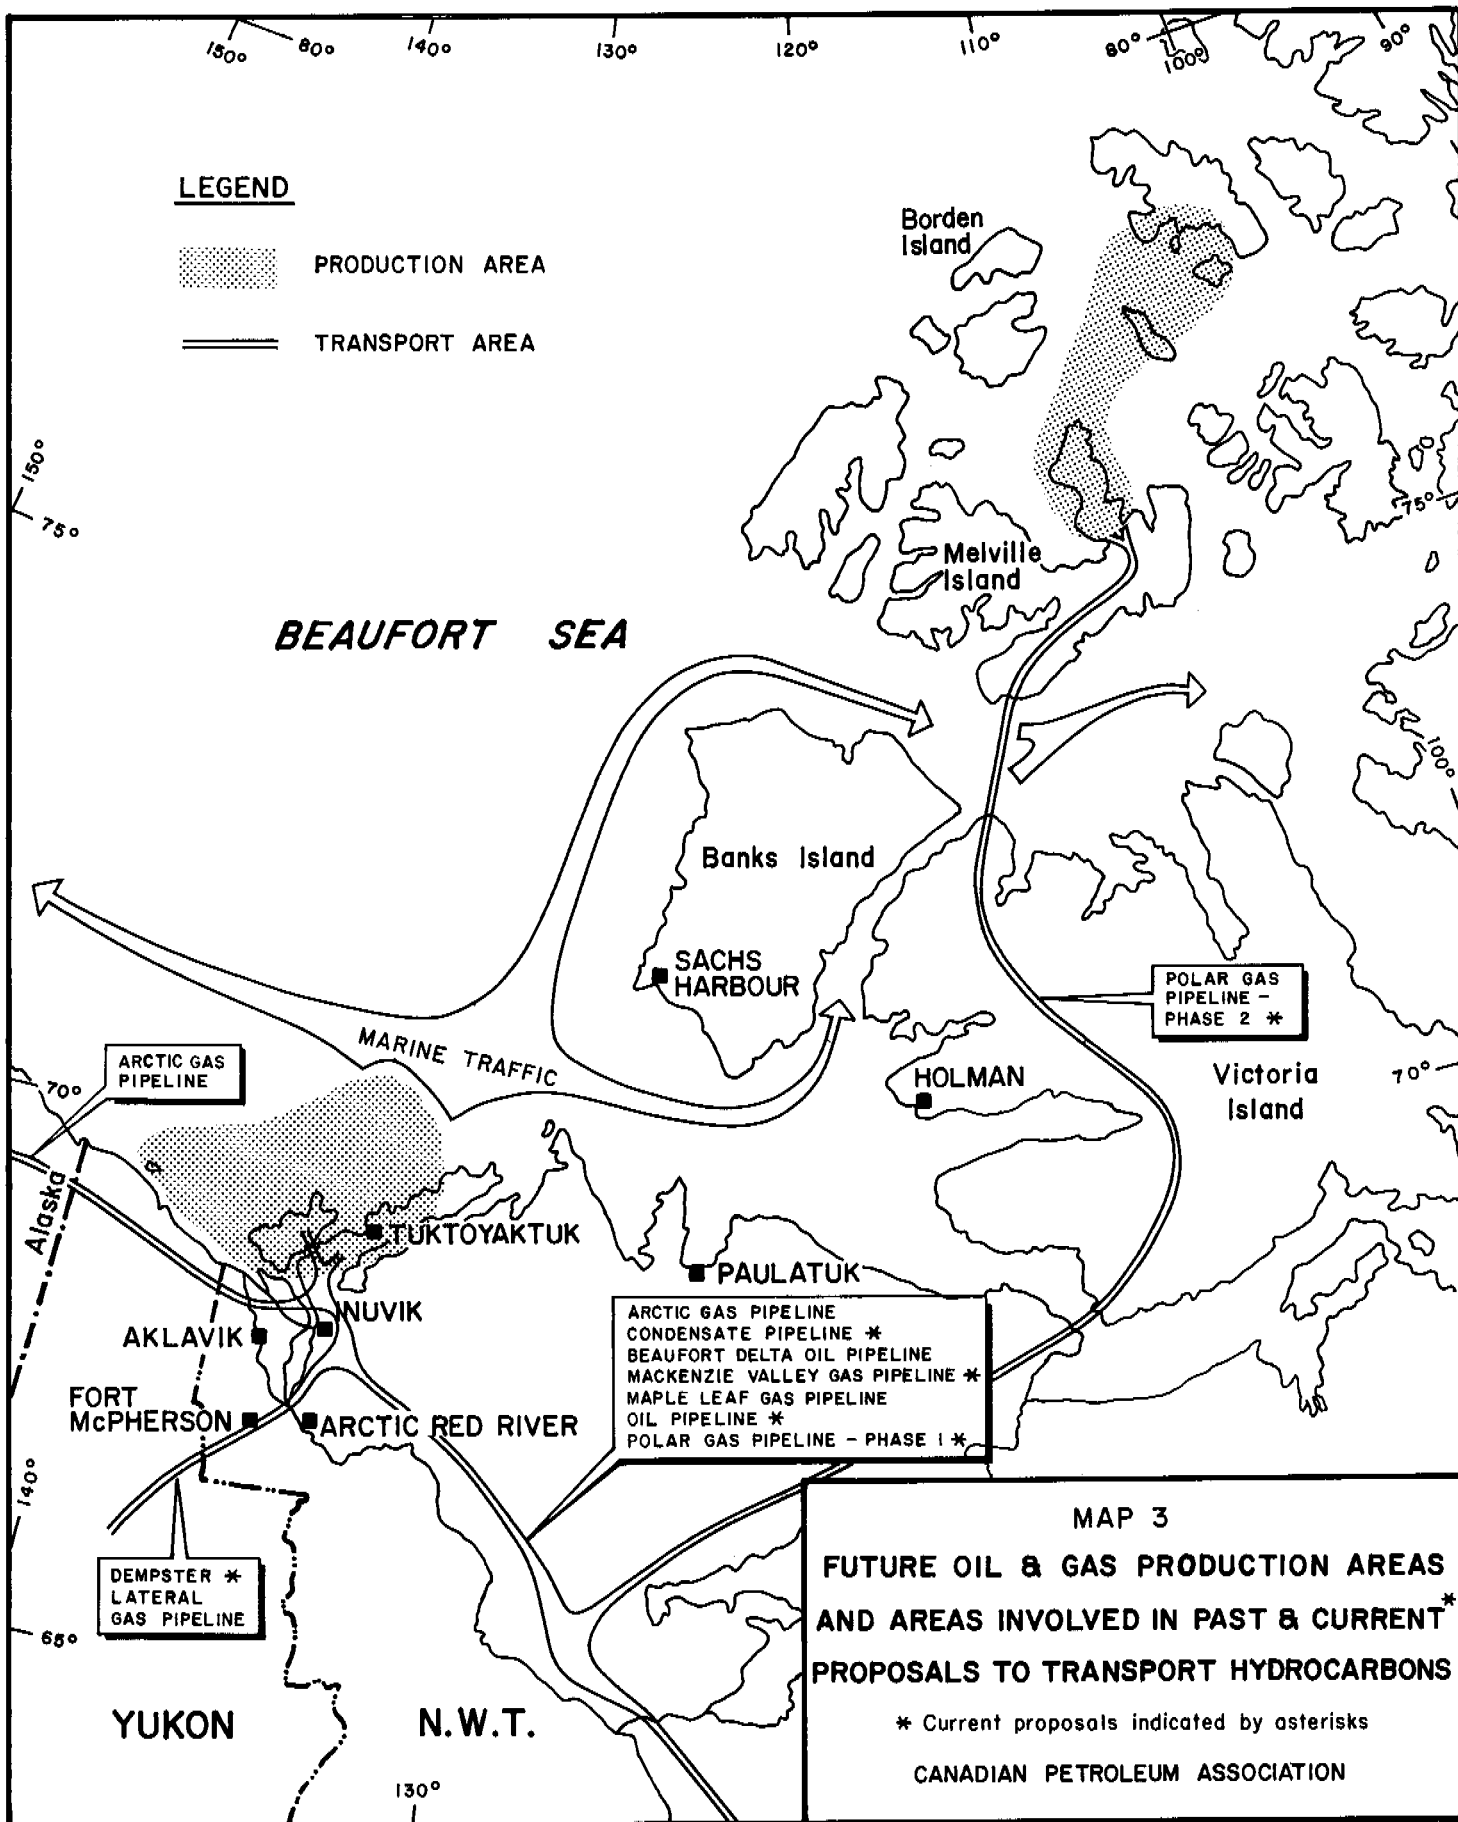 150° 80° 140° 130° 120° 110° 80° 100° 90°
LEGEND
PRODUCTION AREA
TRANSPORT AREA
Borden
Island
150°
75°
75°
Melville
Island
BEAUFORT SEA
100°
Banks Island
SACHS
HARBOUR
POLAR GAS
PIPELINE –
PHASE 2 *
MARINE TRAFFIC
ARCTIC GAS
PIPELINE
70°
HOLMAN
Victoria
Island
70°
Alaska
TUKTOYAKTUK
PAULATUK
INUVIK
AKLAVIK
ARCTIC GAS PIPELINE
CONDENSATE PIPELINE *
BEAUFORT DELTA OIL PIPELINE
MACKENZIE VALLEY GAS PIPELINE *
MAPLE LEAF GAS PIPELINE
OIL PIPELINE *
POLAR GAS PIPELINE – PHASE 1 *
FORT
McPHERSON
ARCTIC RED RIVER
140°
DEMPSTER *
LATERAL
GAS PIPELINE
65°
YUKON
N.W.T.
130°
MAP 3
FUTURE OIL & GAS PRODUCTION AREAS
AND AREAS INVOLVED IN PAST & CURRENT*
PROPOSALS TO TRANSPORT HYDROCARBONS
* Current proposals indicated by asterisks
CANADIAN PETROLEUM ASSOCIATION